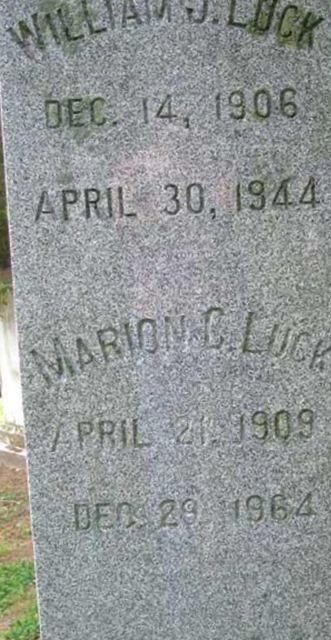 WILLIAM J. LUCK
DEC. 14, 1906
APRIL 30, 1944
MARION C. LUCK
APRIL 21, 1909
DEC. 29, 1964